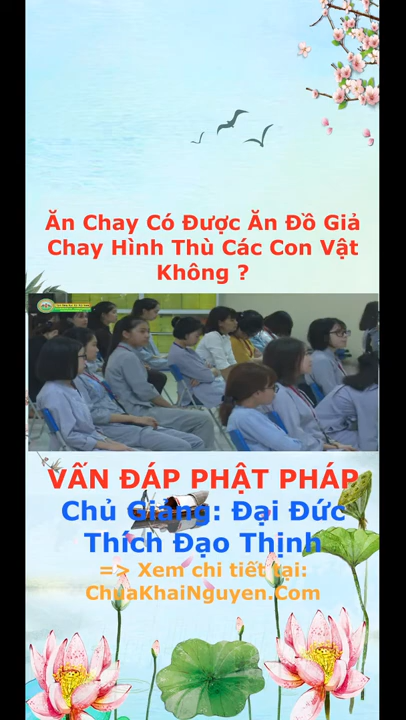 Ăn Chay Có Được Ăn Đồ Giả
Chay Hình Thù Các Con Vật
Không ?
VẤN ĐÁP PHẬT PHÁP
Chủ Giảng: Đại Đức
Thích Đạo Thịnh
=> Xem chi tiết tại:
ChuaKhaiNguyen.Com